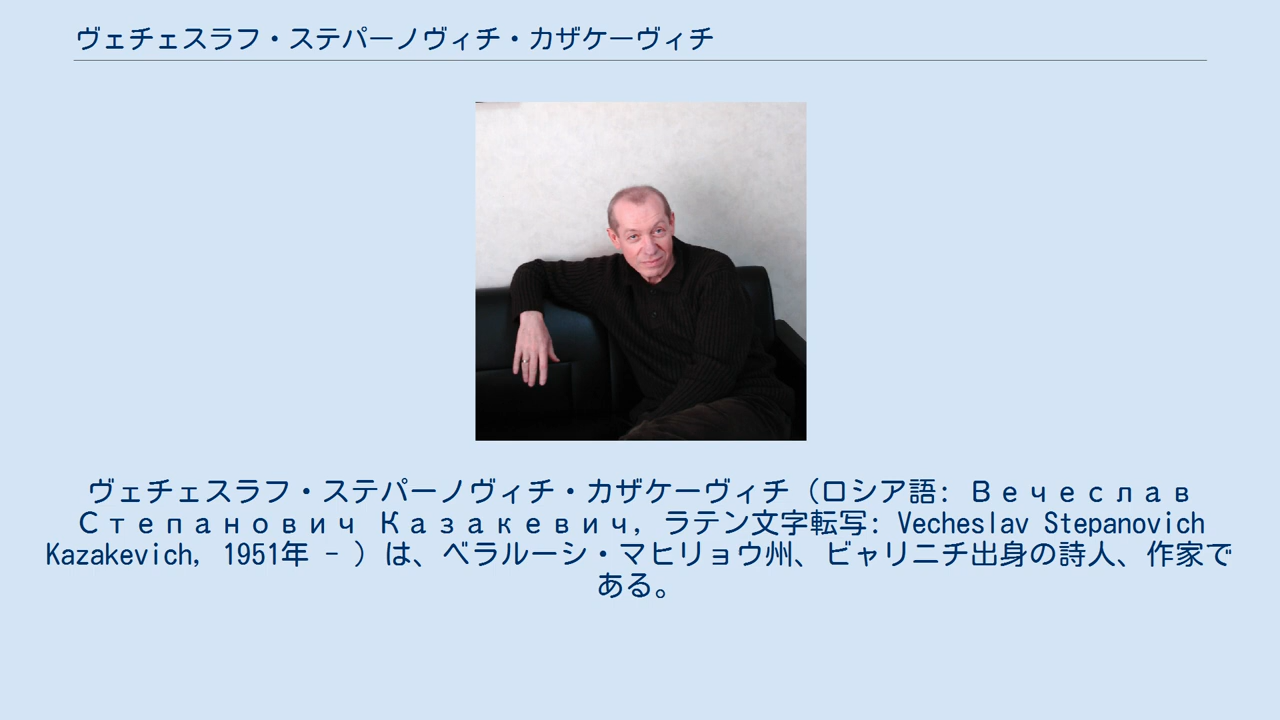 ヴェチェスラフ・ステパーノヴィチ・カザケーヴィチ
ヴェチェスラフ・ステパーノヴィチ・カザケーヴィチ（ロシア語: Вечеслав
Степанович Казакевич, ラテン文字転写: Vecheslav Stepanovich
Kazakevich, 1951年 - ）は、ベラルーシ・マヒリョウ州、ビャリニチ出身の詩人、作家で
ある。